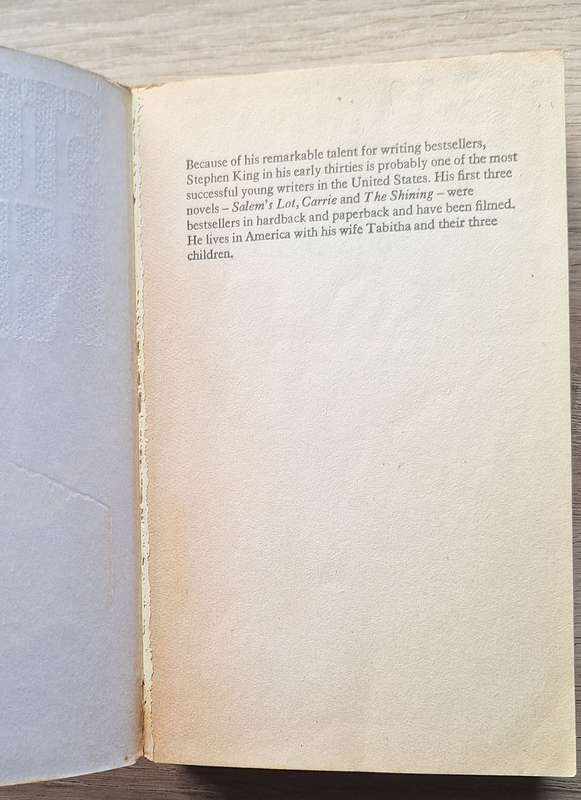 Because of his remarkable talent for writing bestsellers,
Stephen King in his early thirties is probably one of the most
successful young writers in the United States. His first three
novels – Salem's Lot, Carrie and The Shining – were
bestsellers in hardback and paperback and have been filmed.
He lives in America with his wife Tabitha and their three
children.